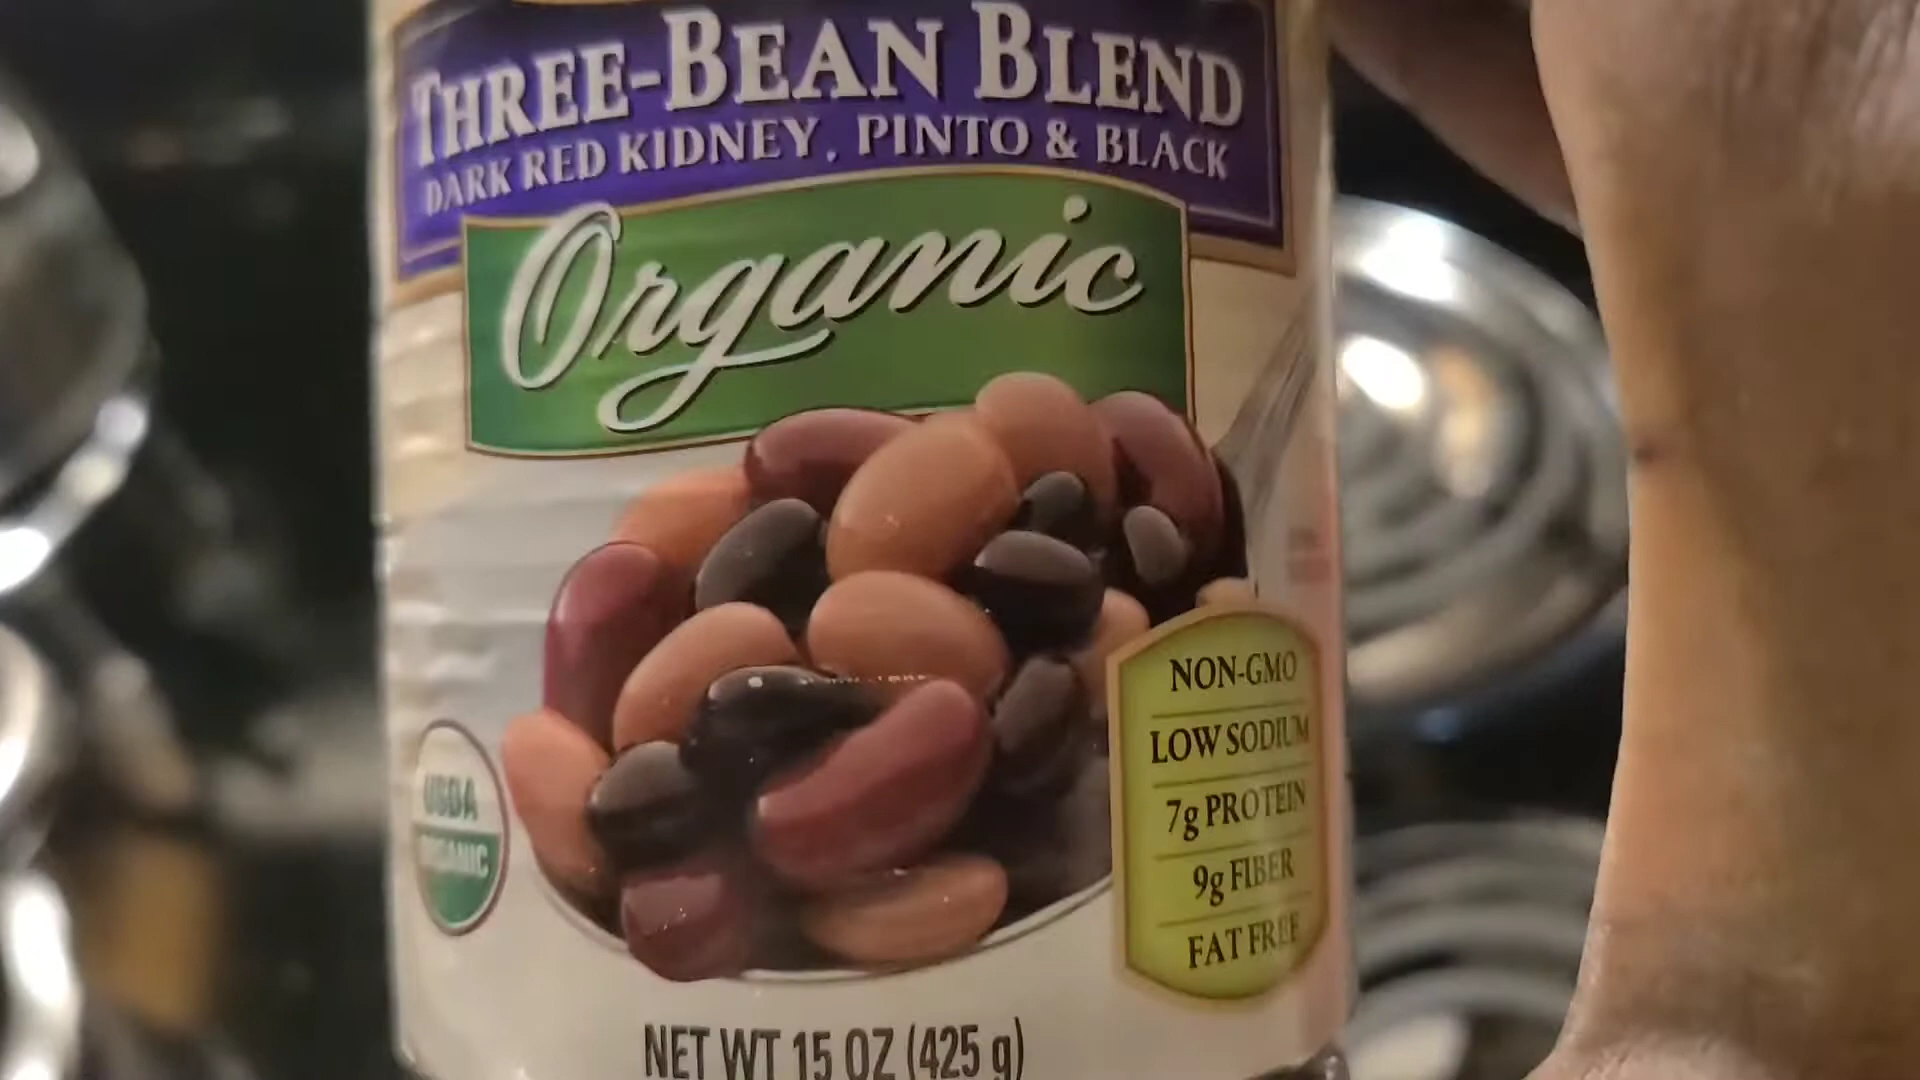 THREE-BEAN BLEND
DARK RED KIDNEY, PINTO & BLACK
Organic
NON-GMO
LOW SODIUM
7g PROTEIN
9g FIBER
FAT FREE
USDA
ORGANIC
NET WT 15 OZ (425 g)